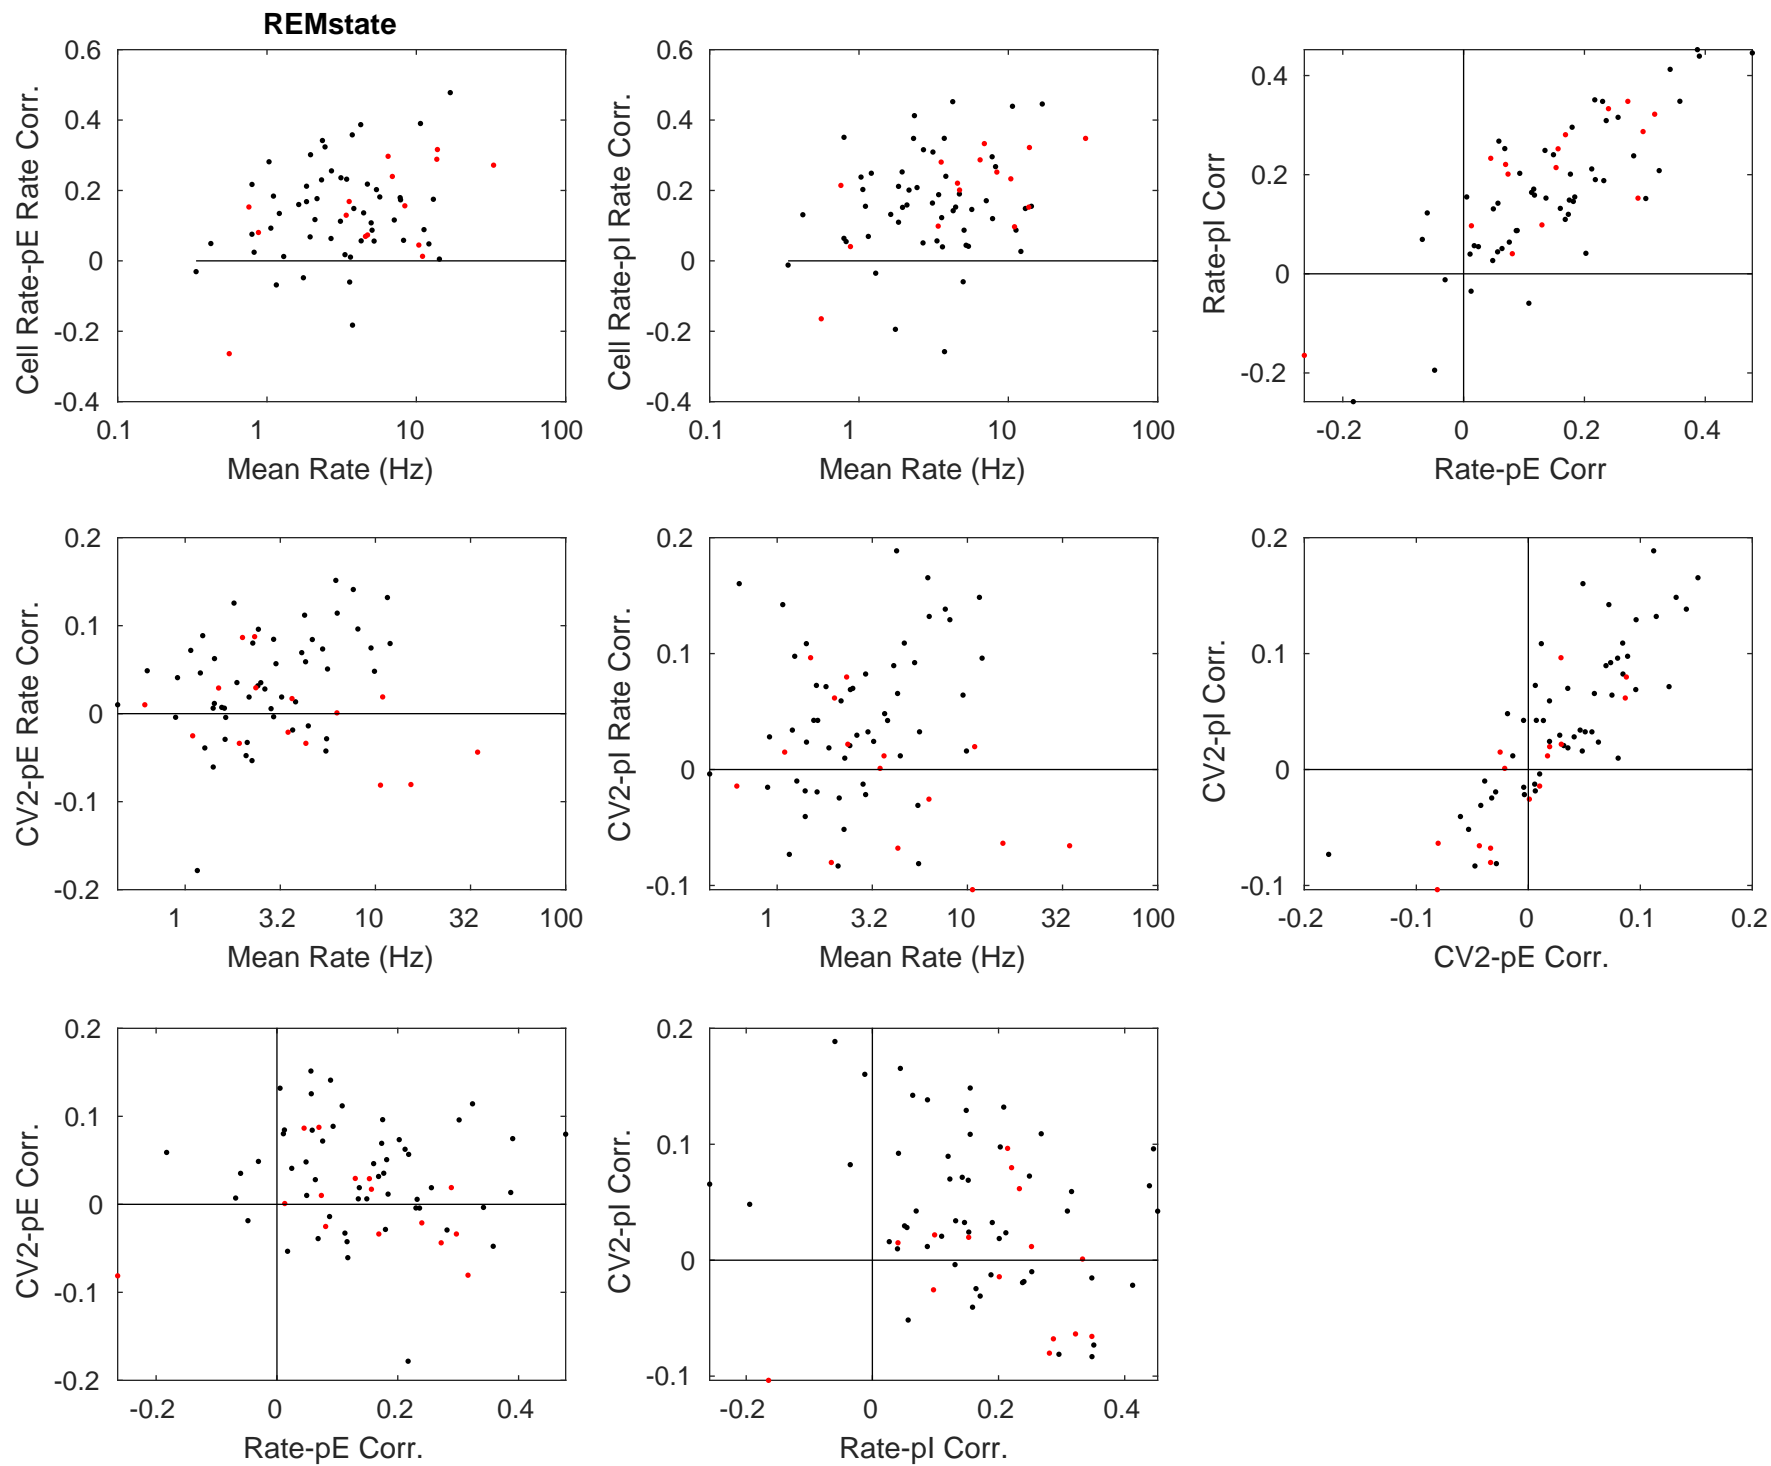 REMstate
0.6
0.4
0.2
0
-0.2
-0.4
Cell Rate-pE Rate Corr.
0.1 1 10 100
Mean Rate (Hz)
0.6
0.4
0.2
0
-0.2
-0.4
Cell Rate-pI Rate Corr.
0.1 1 10 100
Mean Rate (Hz)
0.4
0.2
0
-0.2
Rate-pI Corr
-0.2 0 0.2 0.4
Rate-pE Corr
0.2
0.1
0
-0.1
-0.2
CV2-pE Rate Corr.
1 3.2 10 32 100
Mean Rate (Hz)
0.2
0.1
0
-0.1
CV2-pI Rate Corr.
1 3.2 10 32 100
Mean Rate (Hz)
0.2
0.1
0
-0.1
CV2-pI Corr.
-0.2 -0.1 0 0.1 0.2
CV2-pE Corr.
0.2
0.1
0
-0.1
-0.2
CV2-pE Corr.
-0.2 0 0.2 0.4
Rate-pE Corr.
0.2
0.1
0
-0.1
CV2-pI Corr.
-0.2 0 0.2 0.4
Rate-pI Corr.